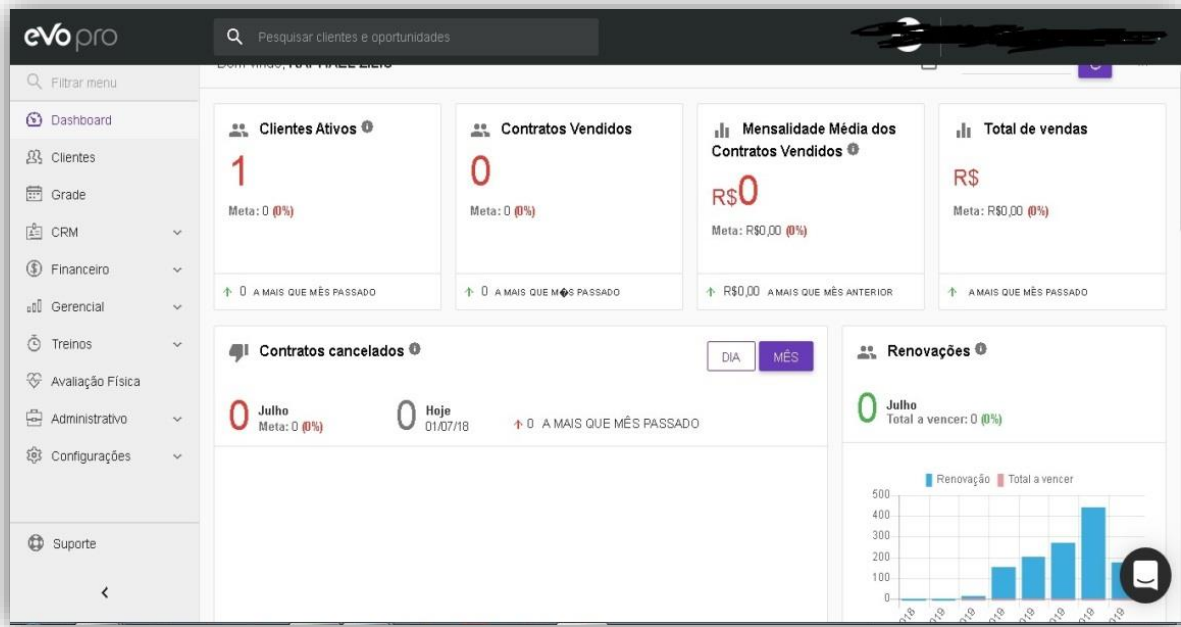 evo pro
Pesquisar clientes e oportunidades
Filtrar menu
Dashboard
Clientes
Grade
CRM
Financeiro
Gerencial
Treinos
Avaliação Física
Administrativo
Configurações
Suporte
Clientes Ativos
1
Meta: 0 (0%)
0 A MAIS QUE MÊS PASSADO
Contratos Vendidos
0
Meta: 0 (0%)
0 A MAIS QUE M�S PASSADO
Mensalidade Média dos
Contratos Vendidos
R$0
Meta: R$0,00 (0%)
R$0,00 A MAIS QUE MÊS ANTERIOR
Total de vendas
R$
Meta: R$0,00 (0%)
A MAIS QUE MÊS PASSADO
Contratos cancelados
DIA MÊS
0 Julho
Meta: 0 (0%)
0 Hoje
01/07/18
0 A MAIS QUE MÊS PASSADO
Renovações
0 Julho
Total a vencer: 0 (0%)
Renovação Total a vencer
500
400
300
200
100
0